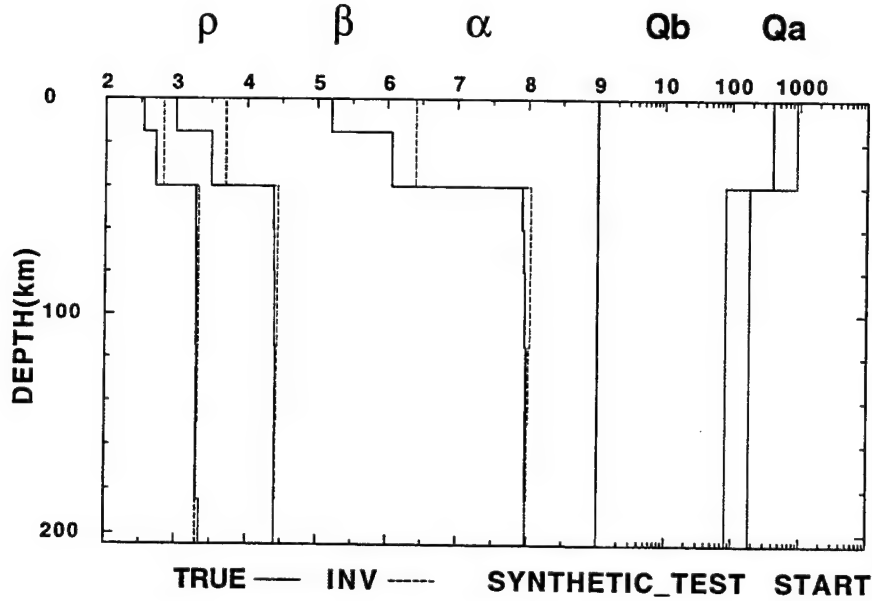 ρ β α Qb Qa
2 3 4 5 6 7 8 9 10 100 1000
0
100
200
DEPTH(km)
TRUE INV SYNTHETIC_TEST START